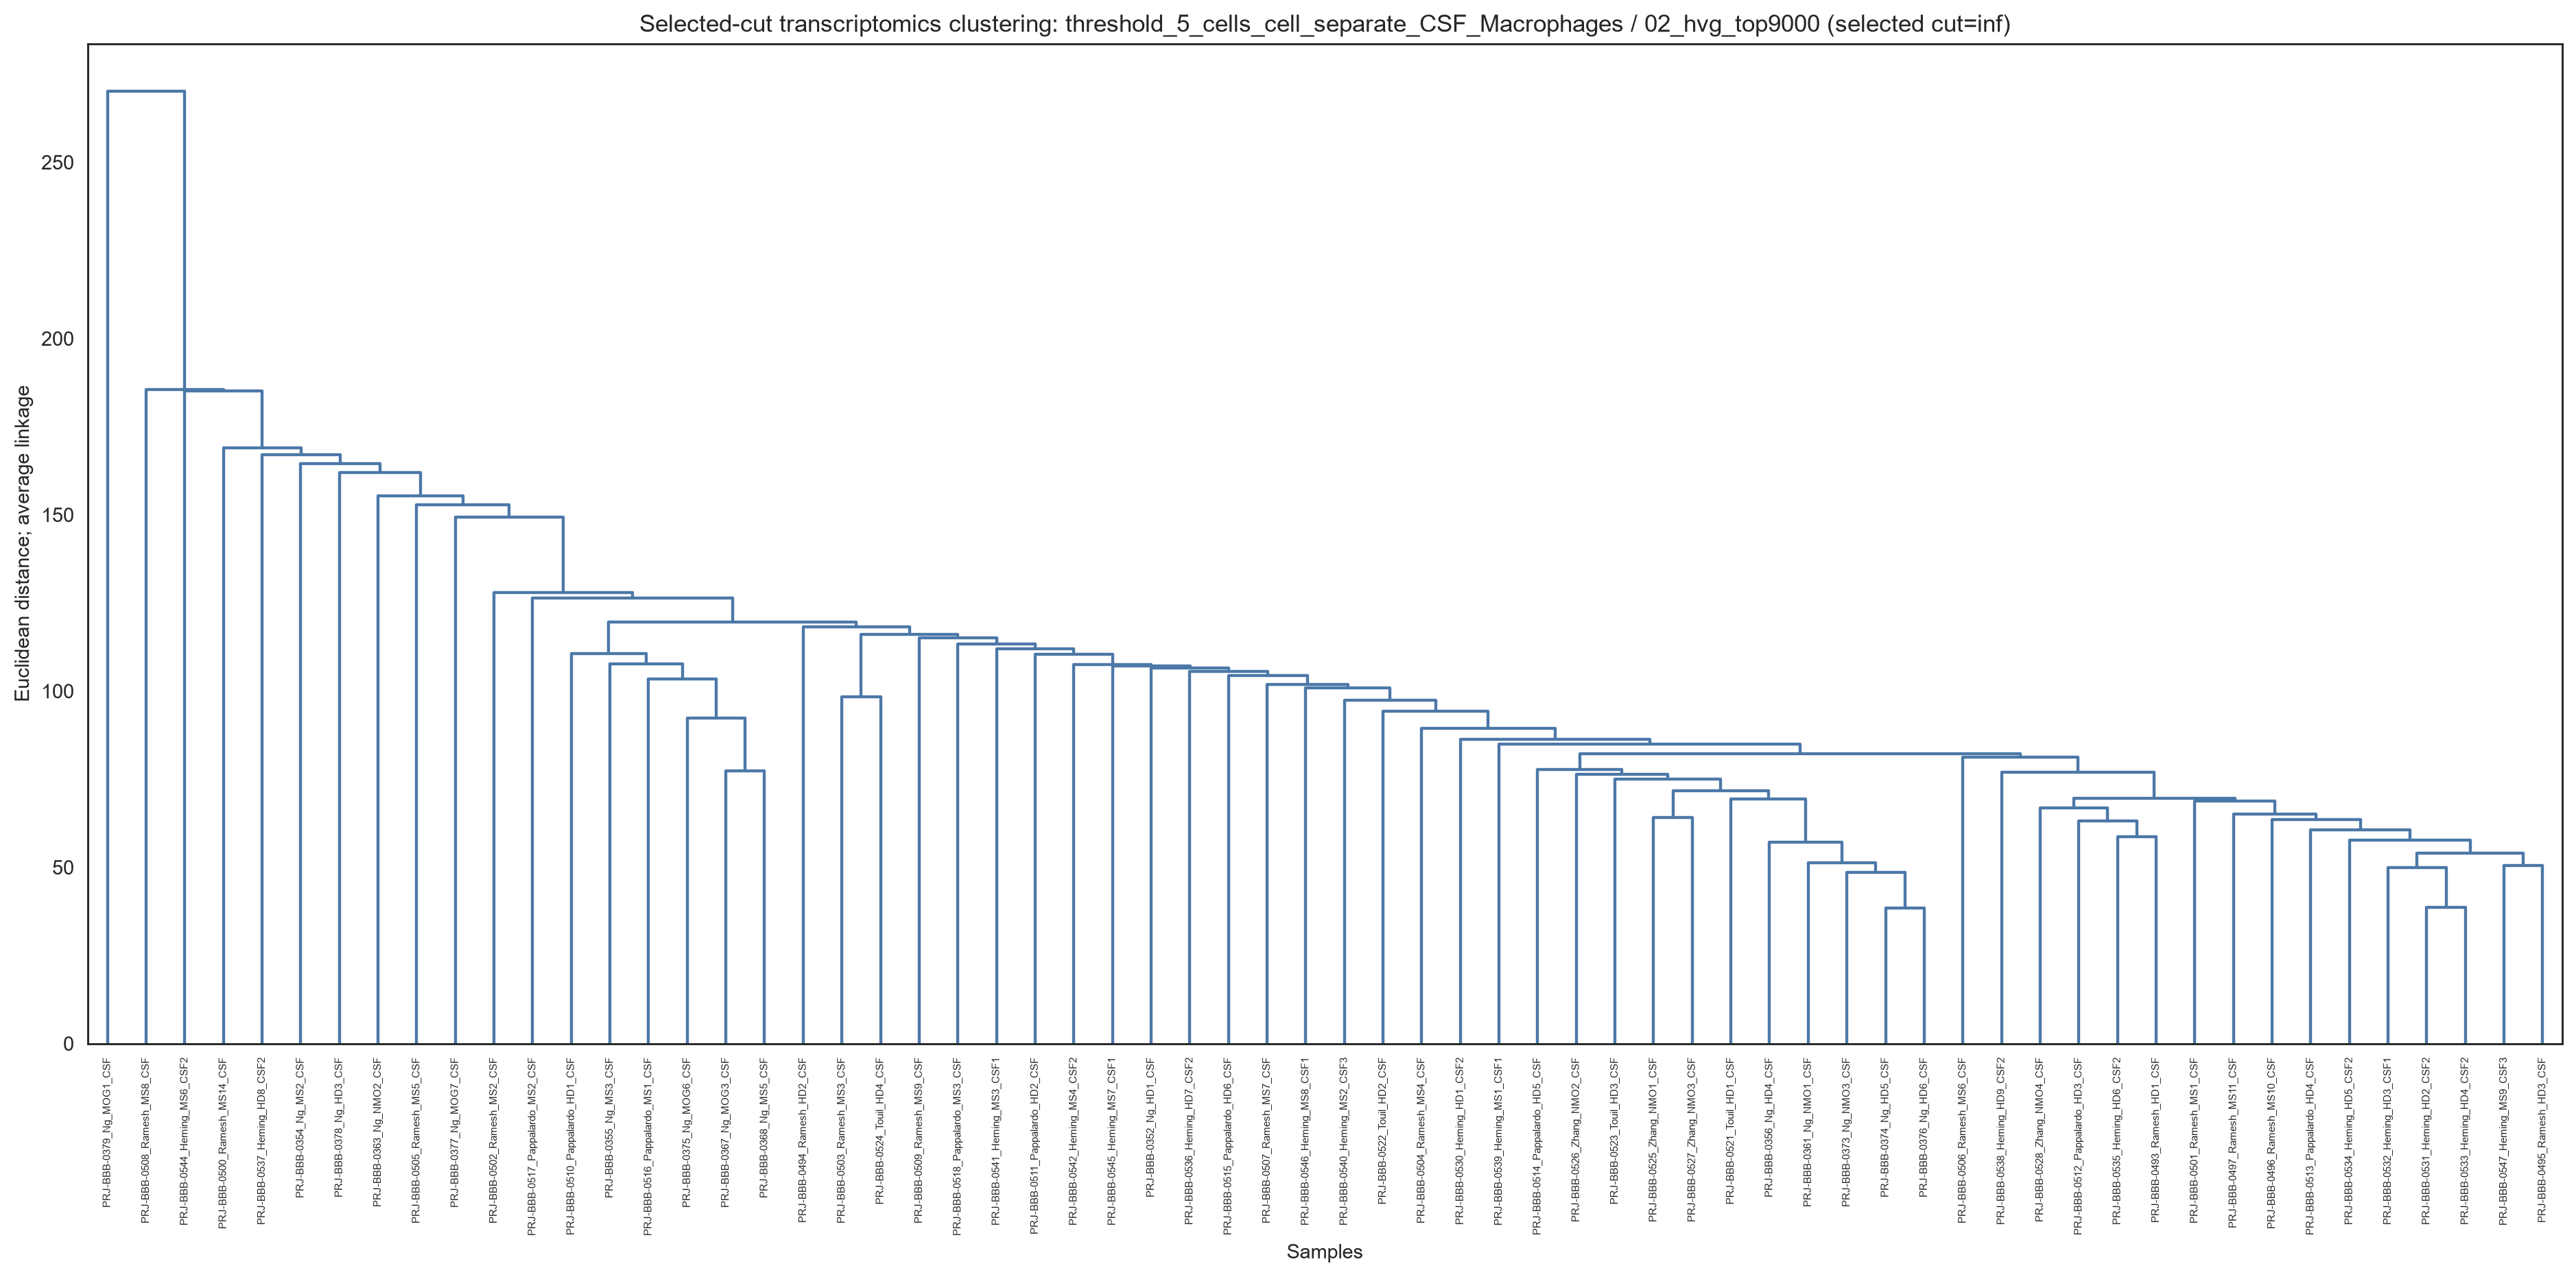 Selected-cut transcriptomics clustering: threshold_5_cells_cell_separate_CSF_Macrophages / 02_hvg_top9000 (selected cut=inf)
Euclidean distance; average linkage
250
200
150
100
50
0
PRJ-BBB-0379_Ng_MOG1_CSF
PRJ-BBB-0508_Ramesh_MS8_CSF
PRJ-BBB-0544_Heming_MS6_CSF2
PRJ-BBB-0500_Ramesh_MS14_CSF
PRJ-BBB-0537_Heming_HD8_CSF2
PRJ-BBB-0354_Ng_MS2_CSF
PRJ-BBB-0378_Ng_HD3_CSF
PRJ-BBB-0363_Ng_NMO2_CSF
PRJ-BBB-0505_Ramesh_MS5_CSF
PRJ-BBB-0377_Ng_MOG7_CSF
PRJ-BBB-0502_Ramesh_MS2_CSF
PRJ-BBB-0517_Pappalardo_MS2_CSF
PRJ-BBB-0510_Pappalardo_HD1_CSF
PRJ-BBB-0355_Ng_MS3_CSF
PRJ-BBB-0516_Pappalardo_MS1_CSF
PRJ-BBB-0375_Ng_MOG6_CSF
PRJ-BBB-0367_Ng_MOG3_CSF
PRJ-BBB-0368_Ng_MS5_CSF
PRJ-BBB-0494_Ramesh_HD2_CSF
PRJ-BBB-0503_Ramesh_MS3_CSF
PRJ-BBB-0524_Touil_HD4_CSF
PRJ-BBB-0509_Ramesh_MS9_CSF
PRJ-BBB-0518_Pappalardo_MS3_CSF
PRJ-BBB-0541_Heming_MS3_CSF1
PRJ-BBB-0511_Pappalardo_HD2_CSF
PRJ-BBB-0542_Heming_MS4_CSF2
PRJ-BBB-0545_Heming_MS7_CSF1
PRJ-BBB-0352_Ng_HD1_CSF
PRJ-BBB-0536_Heming_HD7_CSF2
PRJ-BBB-0515_Pappalardo_HD6_CSF
PRJ-BBB-0507_Ramesh_MS7_CSF
PRJ-BBB-0546_Heming_MS8_CSF1
PRJ-BBB-0540_Heming_MS2_CSF3
PRJ-BBB-0522_Touil_HD2_CSF
PRJ-BBB-0504_Ramesh_MS4_CSF
PRJ-BBB-0530_Heming_HD1_CSF2
PRJ-BBB-0539_Heming_MS1_CSF1
PRJ-BBB-0514_Pappalardo_HD5_CSF
PRJ-BBB-0526_Zhang_NMO2_CSF
PRJ-BBB-0523_Touil_HD3_CSF
PRJ-BBB-0525_Zhang_NMO1_CSF
PRJ-BBB-0527_Zhang_NMO3_CSF
PRJ-BBB-0521_Touil_HD1_CSF
PRJ-BBB-0356_Ng_HD4_CSF
PRJ-BBB-0361_Ng_NMO1_CSF
PRJ-BBB-0373_Ng_NMO3_CSF
PRJ-BBB-0374_Ng_HD5_CSF
PRJ-BBB-0376_Ng_HD6_CSF
PRJ-BBB-0506_Ramesh_MS6_CSF
PRJ-BBB-0538_Heming_HD9_CSF2
PRJ-BBB-0528_Zhang_NMO4_CSF
PRJ-BBB-0512_Pappalardo_HD3_CSF
PRJ-BBB-0535_Heming_HD6_CSF2
PRJ-BBB-0493_Ramesh_HD1_CSF
PRJ-BBB-0501_Ramesh_MS1_CSF
PRJ-BBB-0497_Ramesh_MS11_CSF
PRJ-BBB-0496_Ramesh_MS10_CSF
PRJ-BBB-0513_Pappalardo_HD4_CSF
PRJ-BBB-0534_Heming_HD5_CSF2
PRJ-BBB-0532_Heming_HD3_CSF1
PRJ-BBB-0531_Heming_HD2_CSF2
PRJ-BBB-0533_Heming_HD4_CSF2
PRJ-BBB-0547_Heming_MS9_CSF3
PRJ-BBB-0495_Ramesh_HD3_CSF
Samples